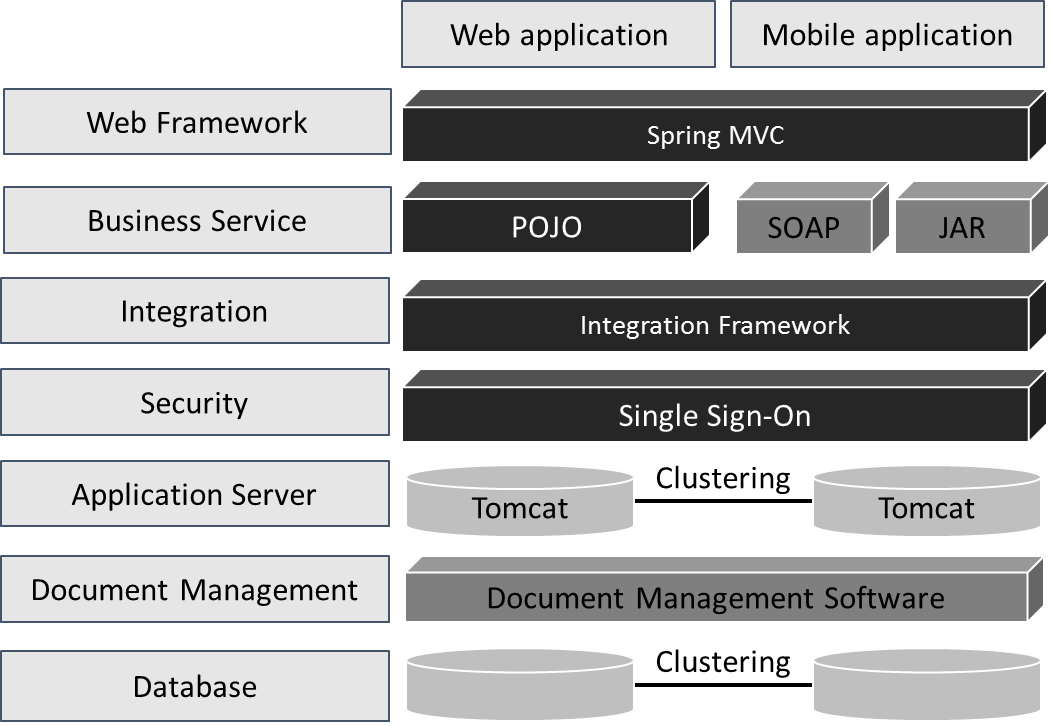 Web application
Mobile application
Web Framework
Spring MVC
Business Service
POJO
SOAP
JAR
Integration
Integration Framework
Security
Single Sign-On
Application Server
Tomcat
Clustering
Tomcat
Document Management
Document Management Software
Database
Clustering